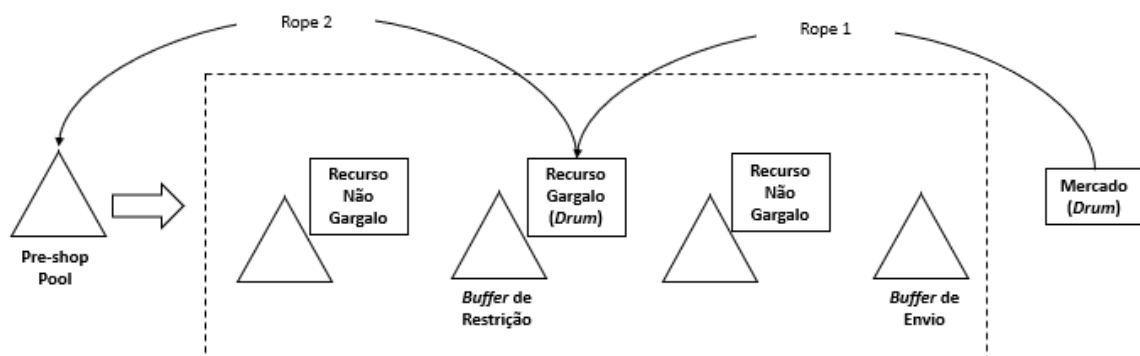 Rope 2
Rope 1
Recurso
Não
Gargalo
Recurso
Gargalo
(Drum)
Recurso
Não
Gargalo
Mercado
(Drum)
Pre-shop
Pool
Buffer de
Restrição
Buffer de
Envio